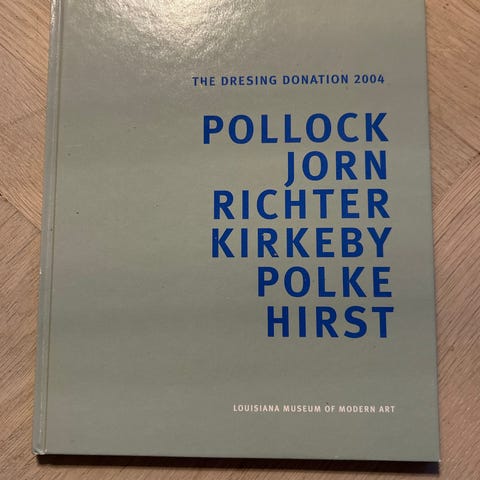 THE DRESING DONATION 2004
POLLOCK
JORN
RICHTER
KIRKEBY
POLKE
HIRST
LOUISIANA MUSEUM OF MODERN ART